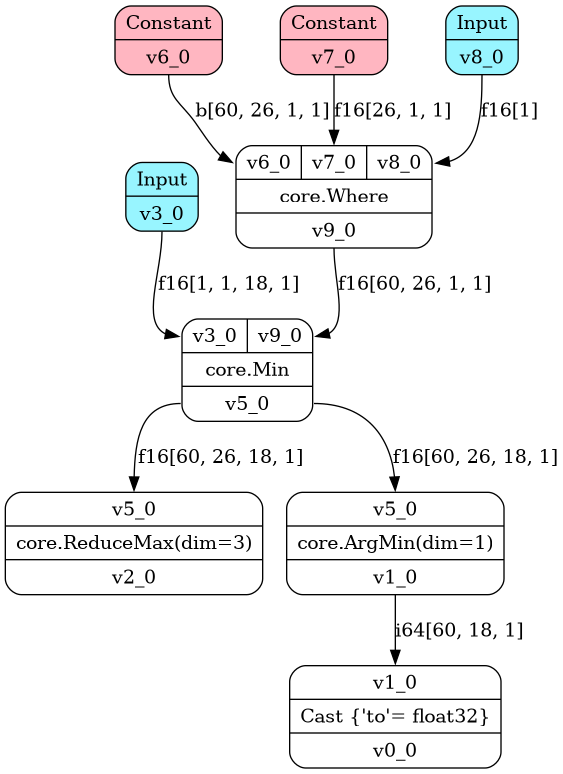 Constant
v6_0
Constant
v7_0
Input
v8_0
b[60, 26, 1, 1]
f16[26, 1, 1]
f16[1]
v6_0 v7_0 v8_0
core.Where
v9_0
Input
v3_0
f16[1, 1, 18, 1]
f16[60, 26, 1, 1]
v3_0 v9_0
core.Min
v5_0
f16[60, 26, 18, 1]
f16[60, 26, 18, 1]
v5_0
core.ReduceMax(dim=3)
v2_0
v5_0
core.ArgMin(dim=1)
v1_0
i64[60, 18, 1]
v1_0
Cast {'to'= float32}
v0_0